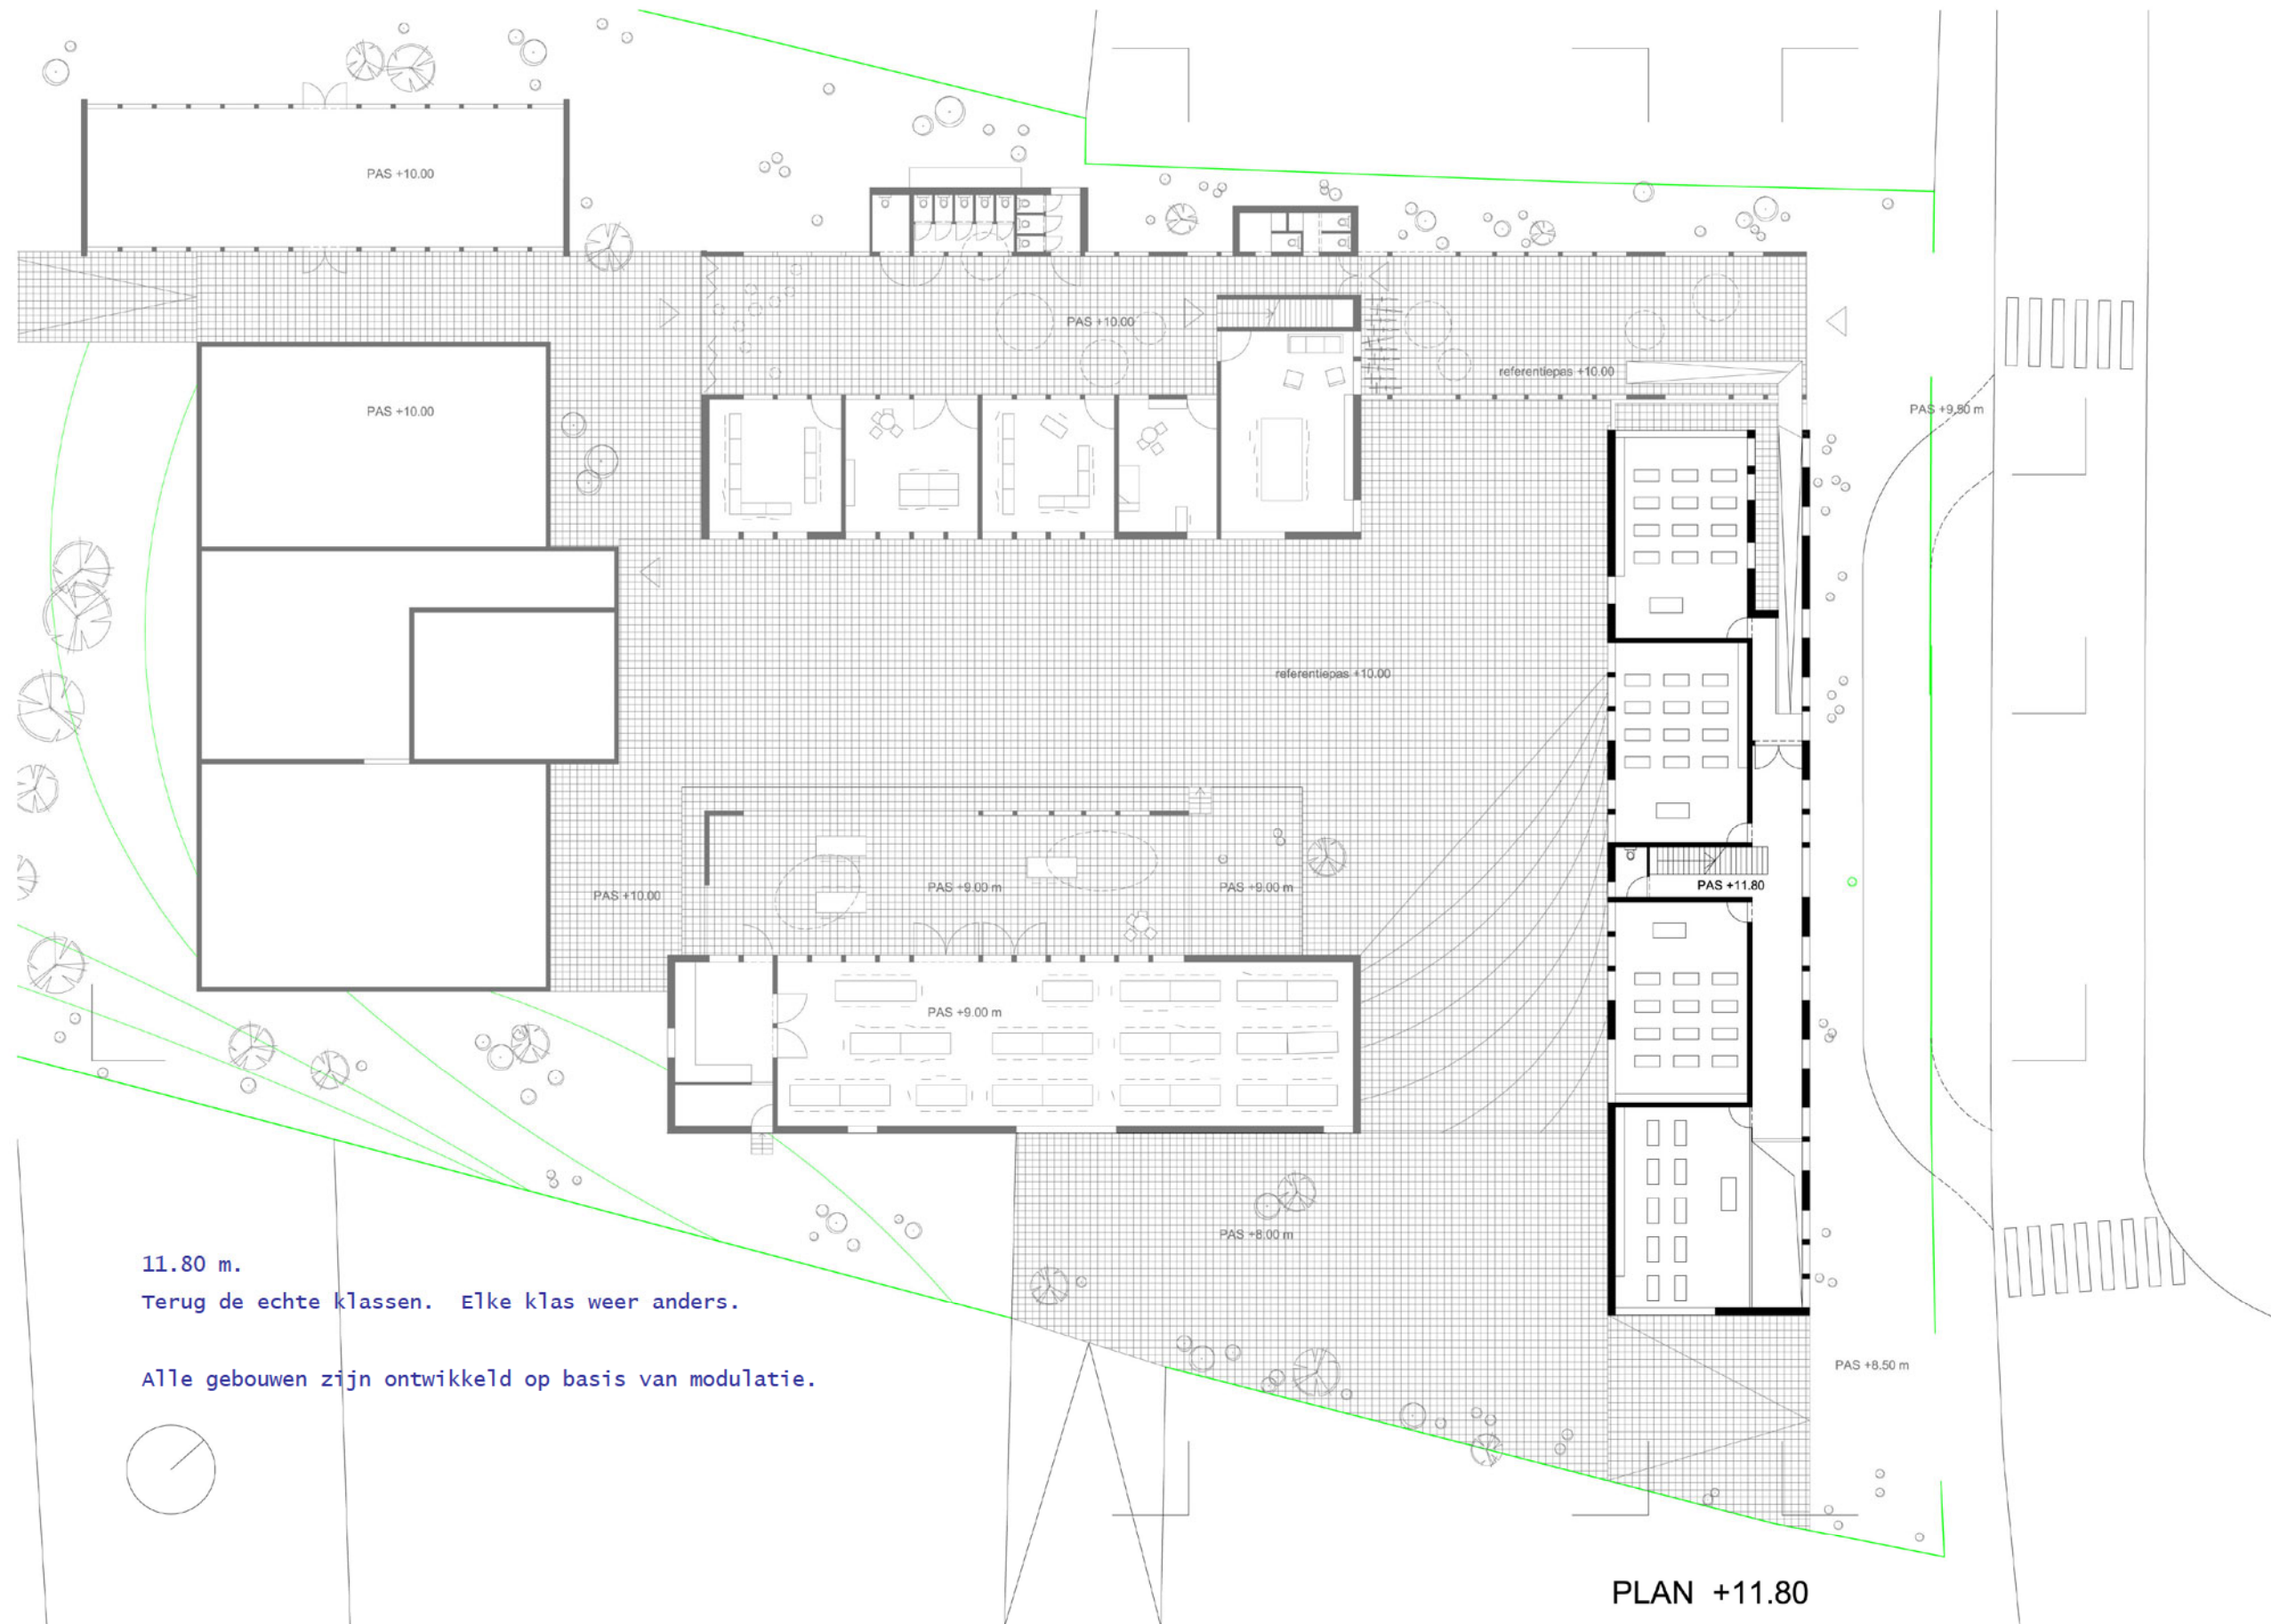 PAS +10.00
PAS +10.00
referentiepas +10.00
PAS +9.50 m
PAS +10.00
referentiepas +10.00
PAS +11.80
PAS +9.00 m
PAS +9.00 m
PAS +10.00
PAS +9.00 m
PAS +8.00 m
11.80 m.
Terug de echte klassen.  Elke klas weer anders.
Alle gebouwen zijn ontwikkeld op basis van modulatie.
PAS +8.50 m
PLAN +11.80